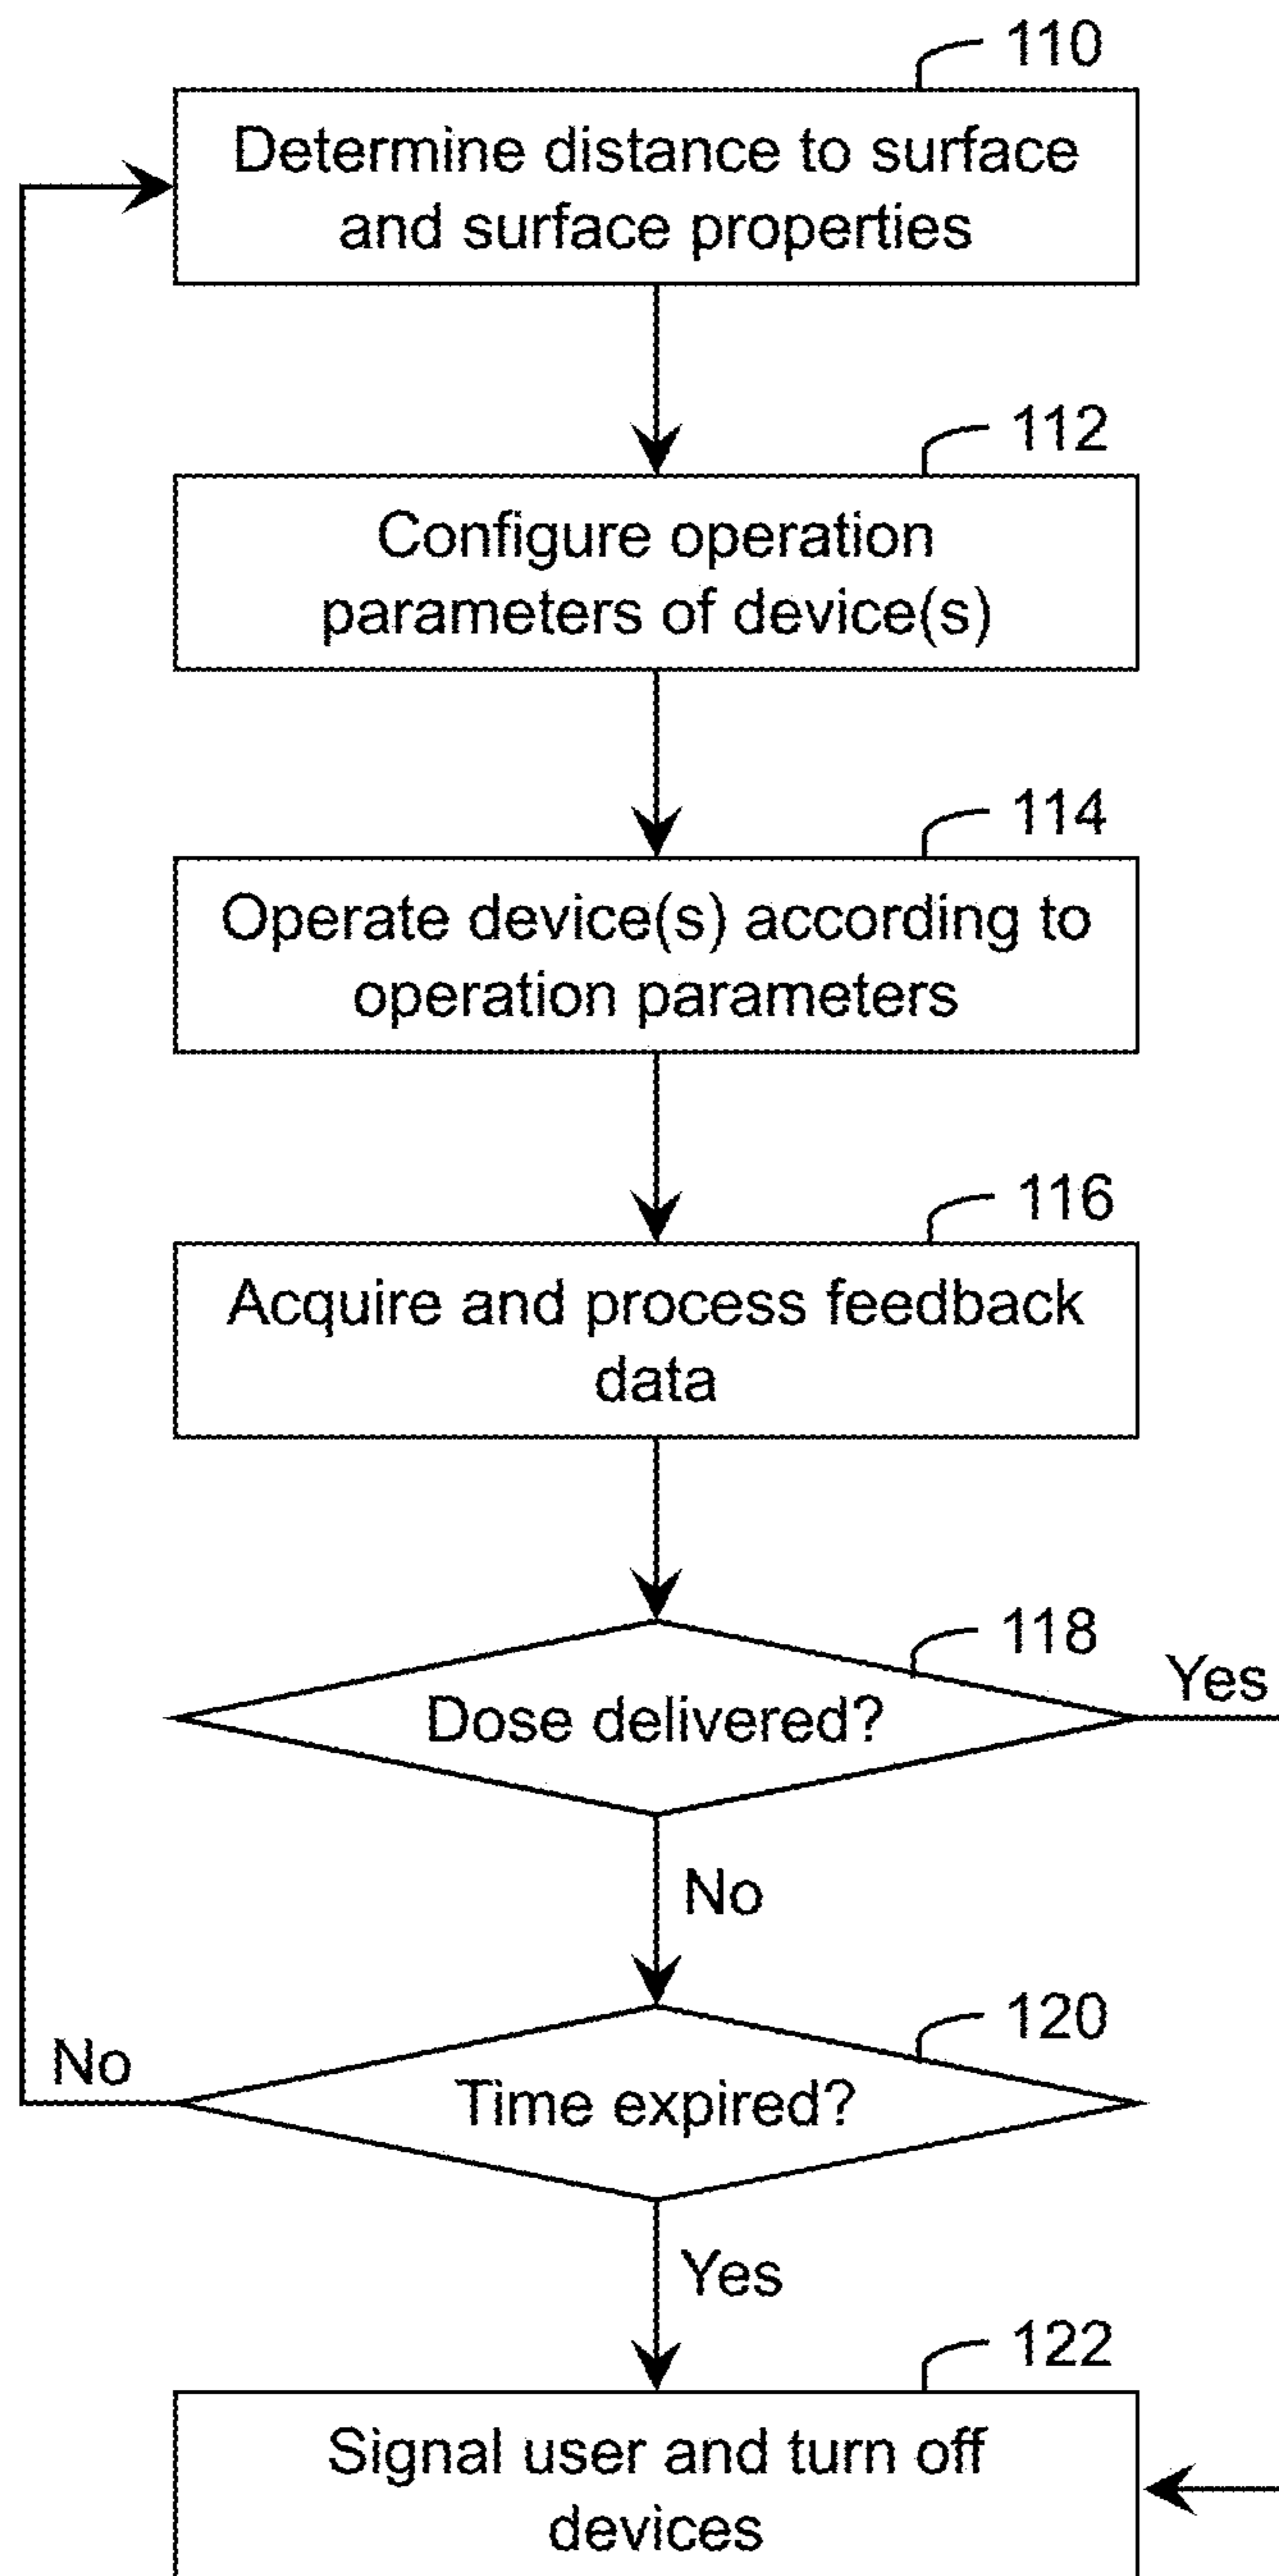 110
Determine distance to surface
and surface properties
112
Configure operation
parameters of device(s)
114
Operate device(s) according to
operation parameters
116
Acquire and process feedback
data
118
Yes
Dose delivered?
No
120
No
Time expired?
Yes
122
Signal user and turn off
devices